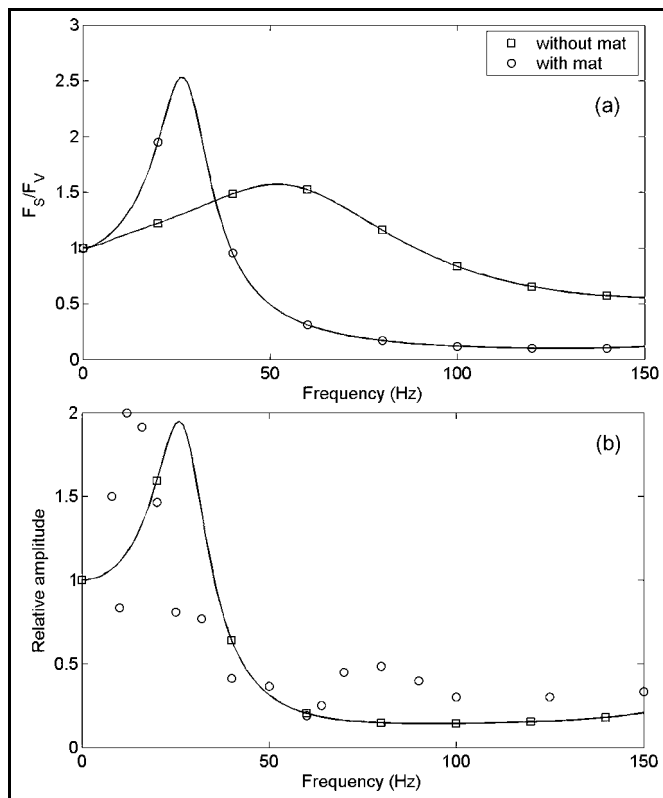 3
without mat
with mat
2.5
(a)
2
F_S/F_V
1.5
1
0.5
0
0 50 100 150
Frequency (Hz)
2
(b)
1.5
Relative amplitude
1
0.5
0
0 50 100 150
Frequency (Hz)